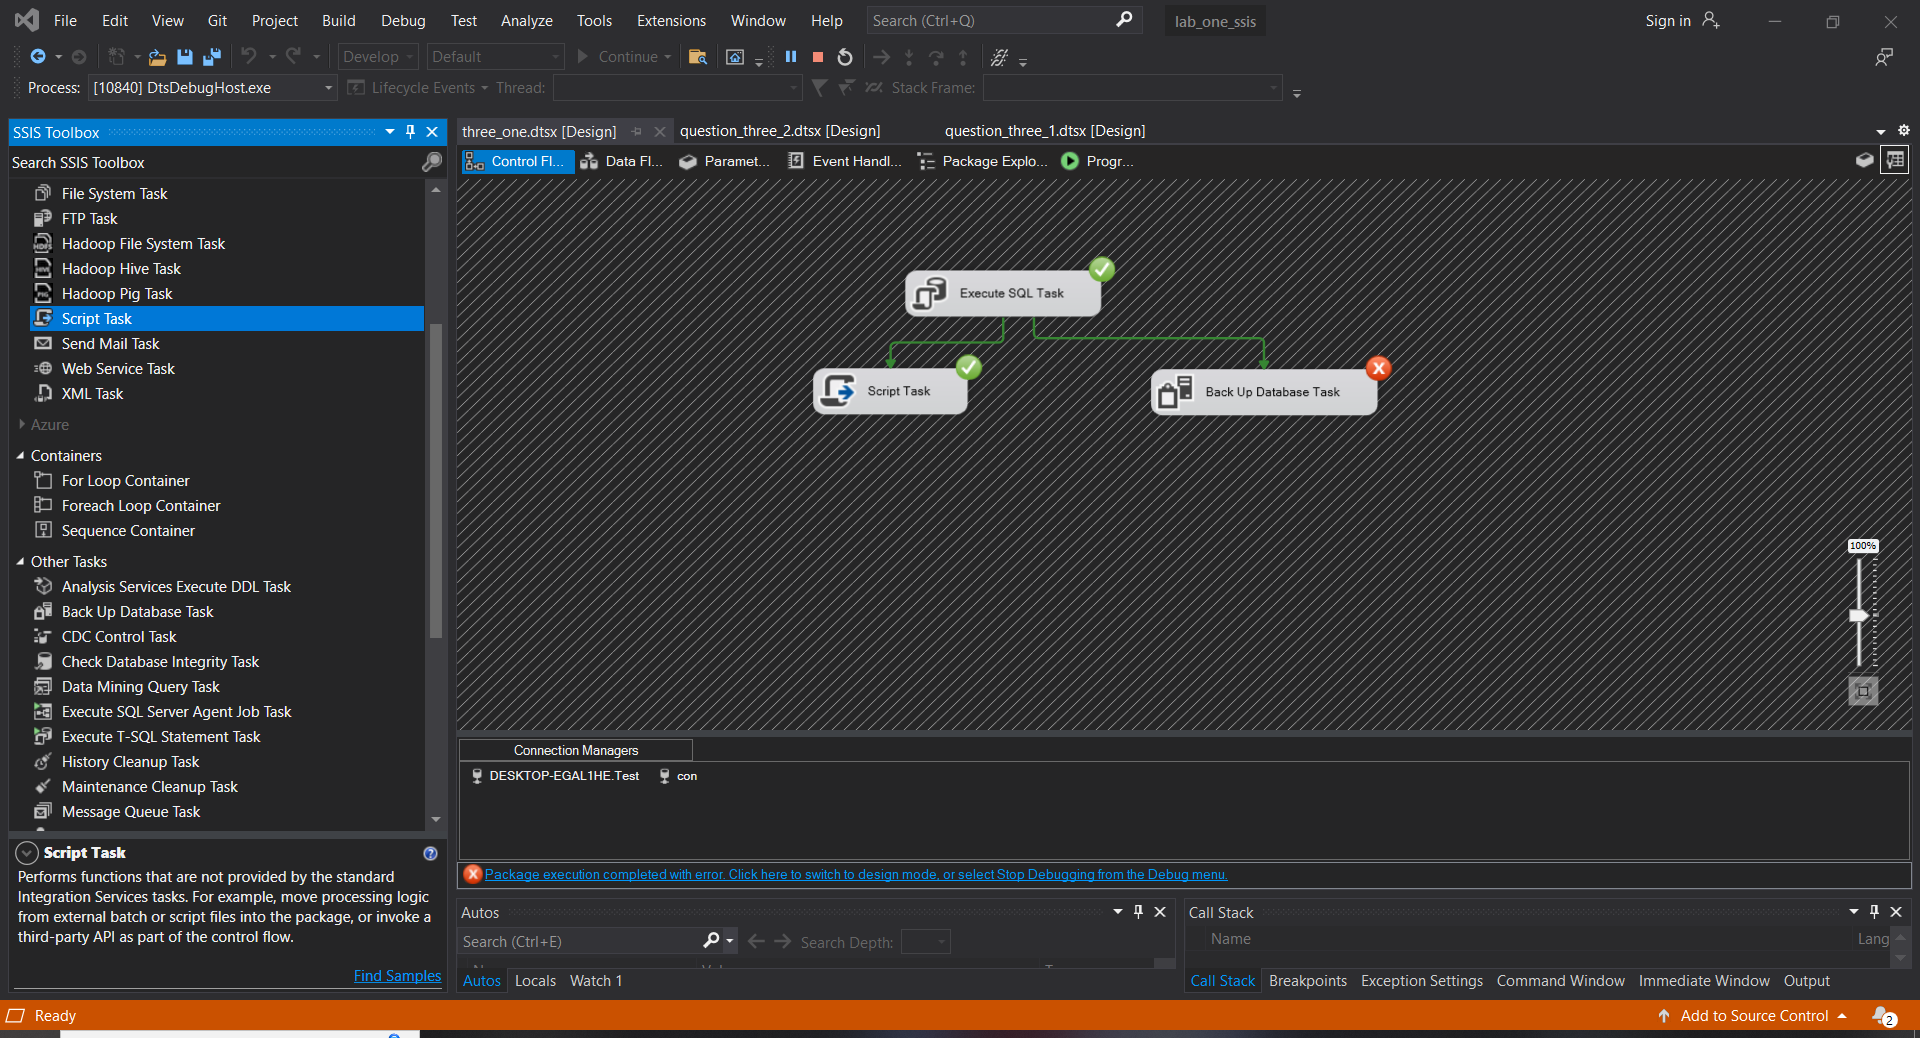 File Edit View Git Project Build Debug Test Analyze Tools Extensions Window Help Search (Ctrl+Q) lab_one_ssis Sign in
Develop Default Continue
Process: [10840] DtsDebugHost.exe Lifecycle Events Thread: Stack Frame:
SSIS Toolbox
Search SSIS Toolbox
File System Task
FTP Task
Hadoop File System Task
Hadoop Hive Task
Hadoop Pig Task
Script Task
Send Mail Task
Web Service Task
XML Task
Azure
Containers
For Loop Container
Foreach Loop Container
Sequence Container
Other Tasks
Analysis Services Execute DDL Task
Back Up Database Task
CDC Control Task
Check Database Integrity Task
Data Mining Query Task
Execute SQL Server Agent Job Task
Execute T-SQL Statement Task
History Cleanup Task
Maintenance Cleanup Task
Message Queue Task
Script Task
Performs functions that are not provided by the standard
Integration Services tasks. For example, move processing logic
from external batch or script files into the package, or invoke a
third-party API as part of the control flow.
Find Samples
three_one.dtsx [Design] question_three_2.dtsx [Design] question_three_1.dtsx [Design]
Control Fl... Data Fl... Paramet... Event Handl... Package Explo... Progr...
Execute SQL Task
Script Task
Back Up Database Task
100%
Connection Managers
DESKTOP-EGAL1HE.Test con
Package execution completed with error. Click here to switch to design mode, or select Stop Debugging from the Debug menu.
Autos
Search (Ctrl+E) Search Depth:
Autos Locals Watch 1
Call Stack
Name Lang
Call Stack Breakpoints Exception Settings Command Window Immediate Window Output
Ready Add to Source Control 2